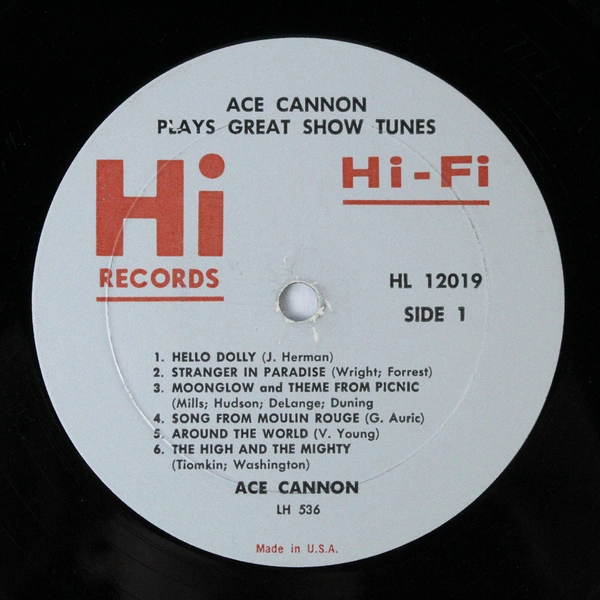 ACE CANNON
PLAYS GREAT SHOW TUNES
Hi
RECORDS
Hi-Fi
HL 12019
SIDE 1
1. HELLO DOLLY (J. Herman)
2. STRANGER IN PARADISE (Wright; Forrest)
3. MOONGLOW and THEME FROM PICNIC
(Mills; Hudson; DeLange; Duning
4. SONG FROM MOULIN ROUGE (G. Auric)
5. AROUND THE WORLD (V. Young)
6. THE HIGH AND THE MIGHTY
(Tiomkin; Washington)
ACE CANNON
LH 536
Made in U.S.A.